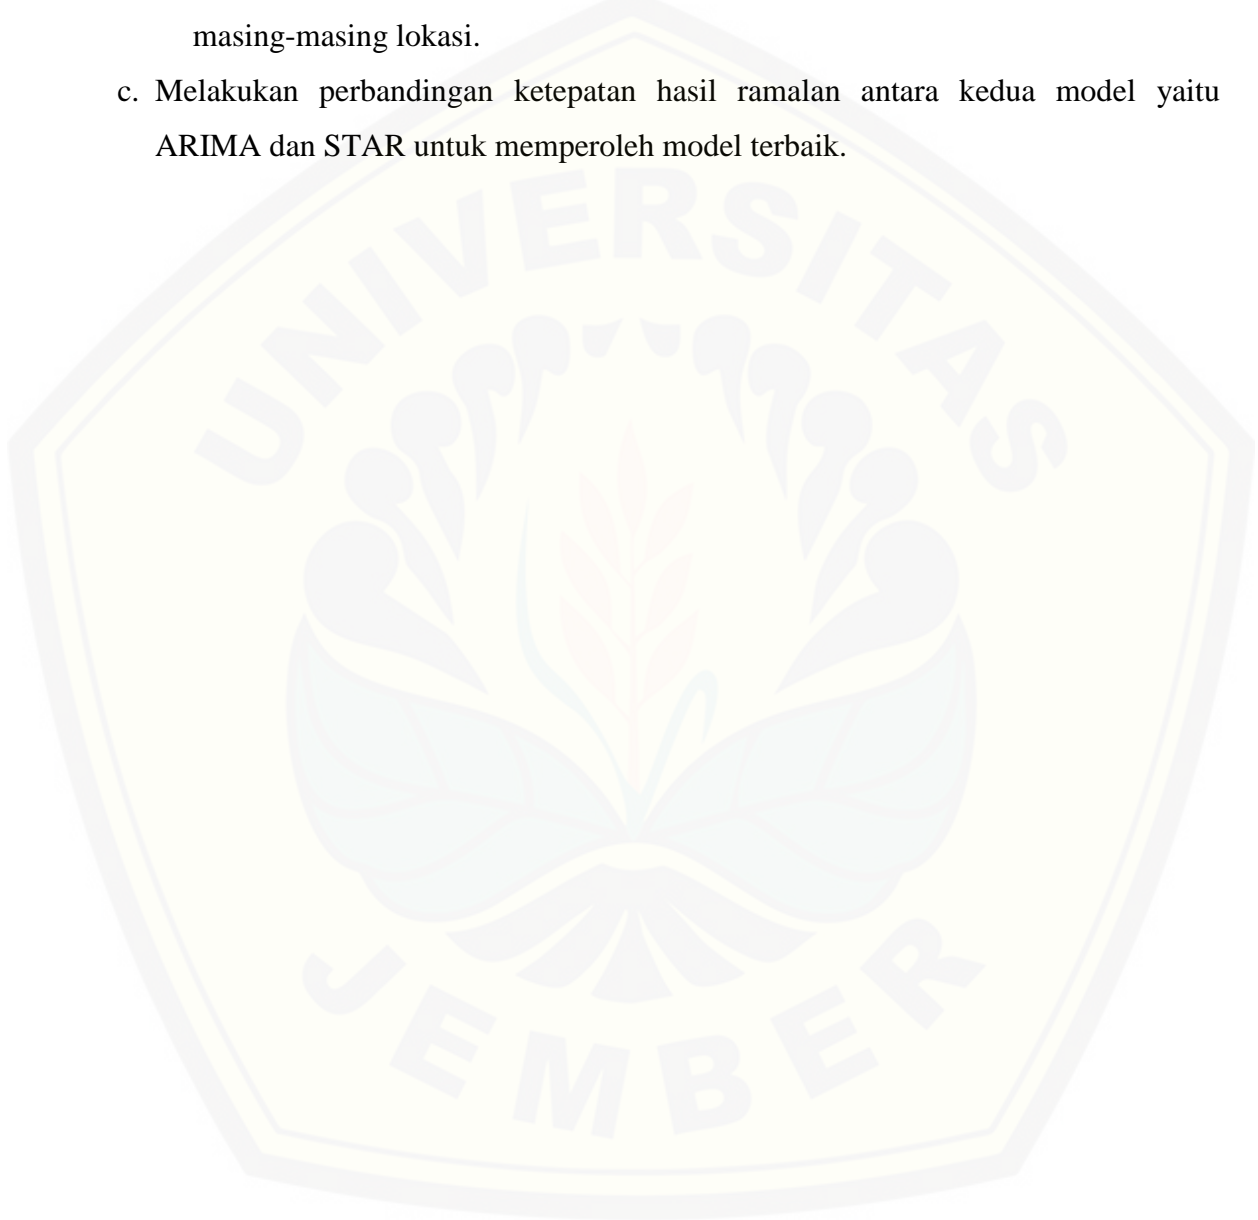 masing-masing lokasi.
c. Melakukan perbandingan ketepatan hasil ramalan antara kedua model yaitu
ARIMA dan STAR untuk memperoleh model terbaik.
UNIVERSITAS
JEMBER